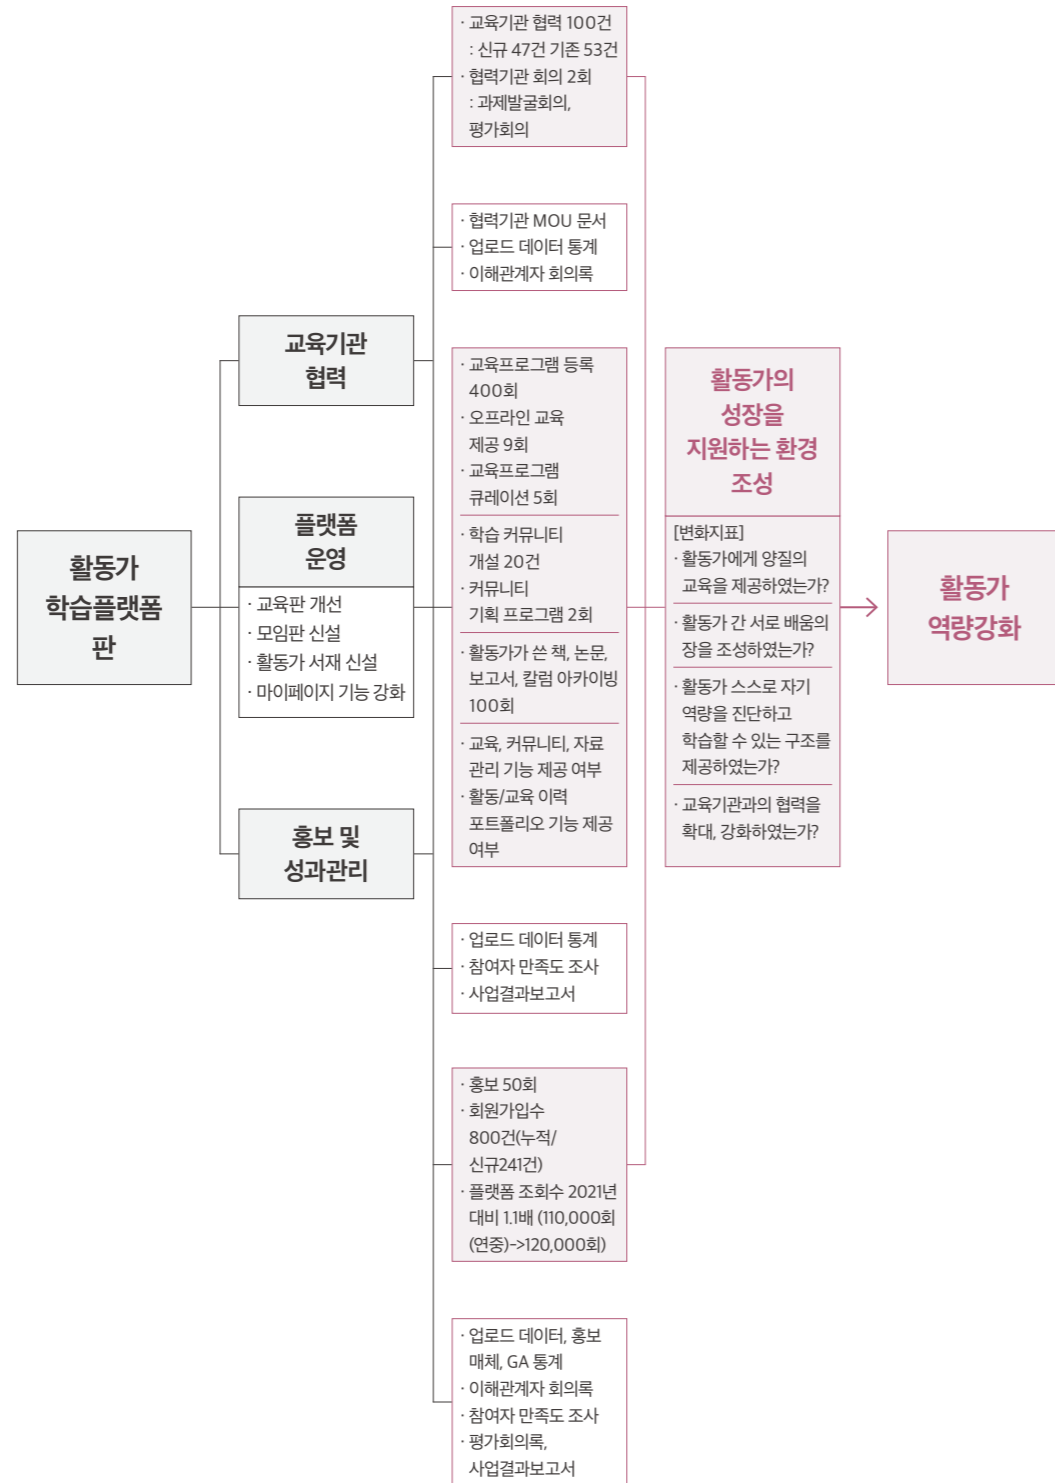 활동가
학습플랫폼
판
교육기관
협력
플랫폼
운영
· 교육판 개선
· 모임판 신설
· 활동가 서재 신설
· 마이페이지 기능 강화
홍보 및
성과관리
· 교육기관 협력 100건
: 신규 47건 기존 53건
· 협력기관 회의 2회
: 과제발굴회의,
평가회의
· 협력기관 MOU 문서
· 업로드 데이터 통계
· 이해관계자 회의록
· 교육프로그램 등록
400회
· 오프라인 교육
제공 9회
· 교육프로그램
큐레이션 5회
· 학습 커뮤니티
개설 20건
· 커뮤니티
기획 프로그램 2회
· 활동가가 쓴 책, 논문,
보고서, 칼럼 아카이빙
100회
· 교육, 커뮤니티, 자료
관리 기능 제공 여부
· 활동/교육 이력
포트폴리오 기능 제공
여부
· 업로드 데이터 통계
· 참여자 만족도 조사
· 사업결과보고서
· 홍보 50회
· 회원가입수
800건(누적/
신규241건)
· 플랫폼 조회수 2021년
대비 1.1배 (110,000회
(연중)->120,000회)
· 업로드 데이터, 홍보
매체, GA 통계
· 이해관계자 회의록
· 참여자 만족도 조사
· 평가회의록,
사업결과보고서
활동가의
성장을
지원하는 환경
조성
[변화지표]
· 활동가에게 양질의
교육을 제공하였는가?
· 활동가 간 서로 배움의
장을 조성하였는가?
· 활동가 스스로 자기
역량을 진단하고
학습할 수 있는 구조를
제공하였는가?
· 교육기관과의 협력을
확대, 강화하였는가?
활동가
역량강화